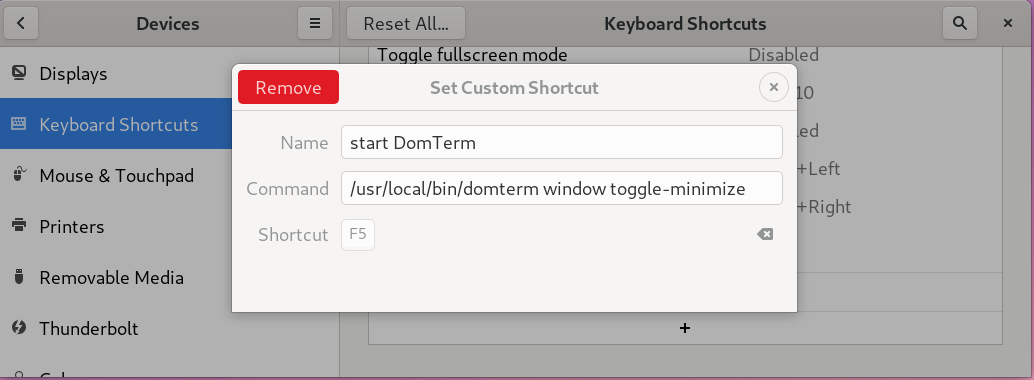 Devices
Reset All...
Keyboard Shortcuts
Displays
Keyboard Shortcuts
Mouse & Touchpad
Printers
Removable Media
Thunderbolt
Toggle fullscreen mode
Disabled
10
led
+Left
+Right
+
Remove
Set Custom Shortcut
Name
start DomTerm
Command
/usr/local/bin/domterm window toggle-minimize
Shortcut
F5